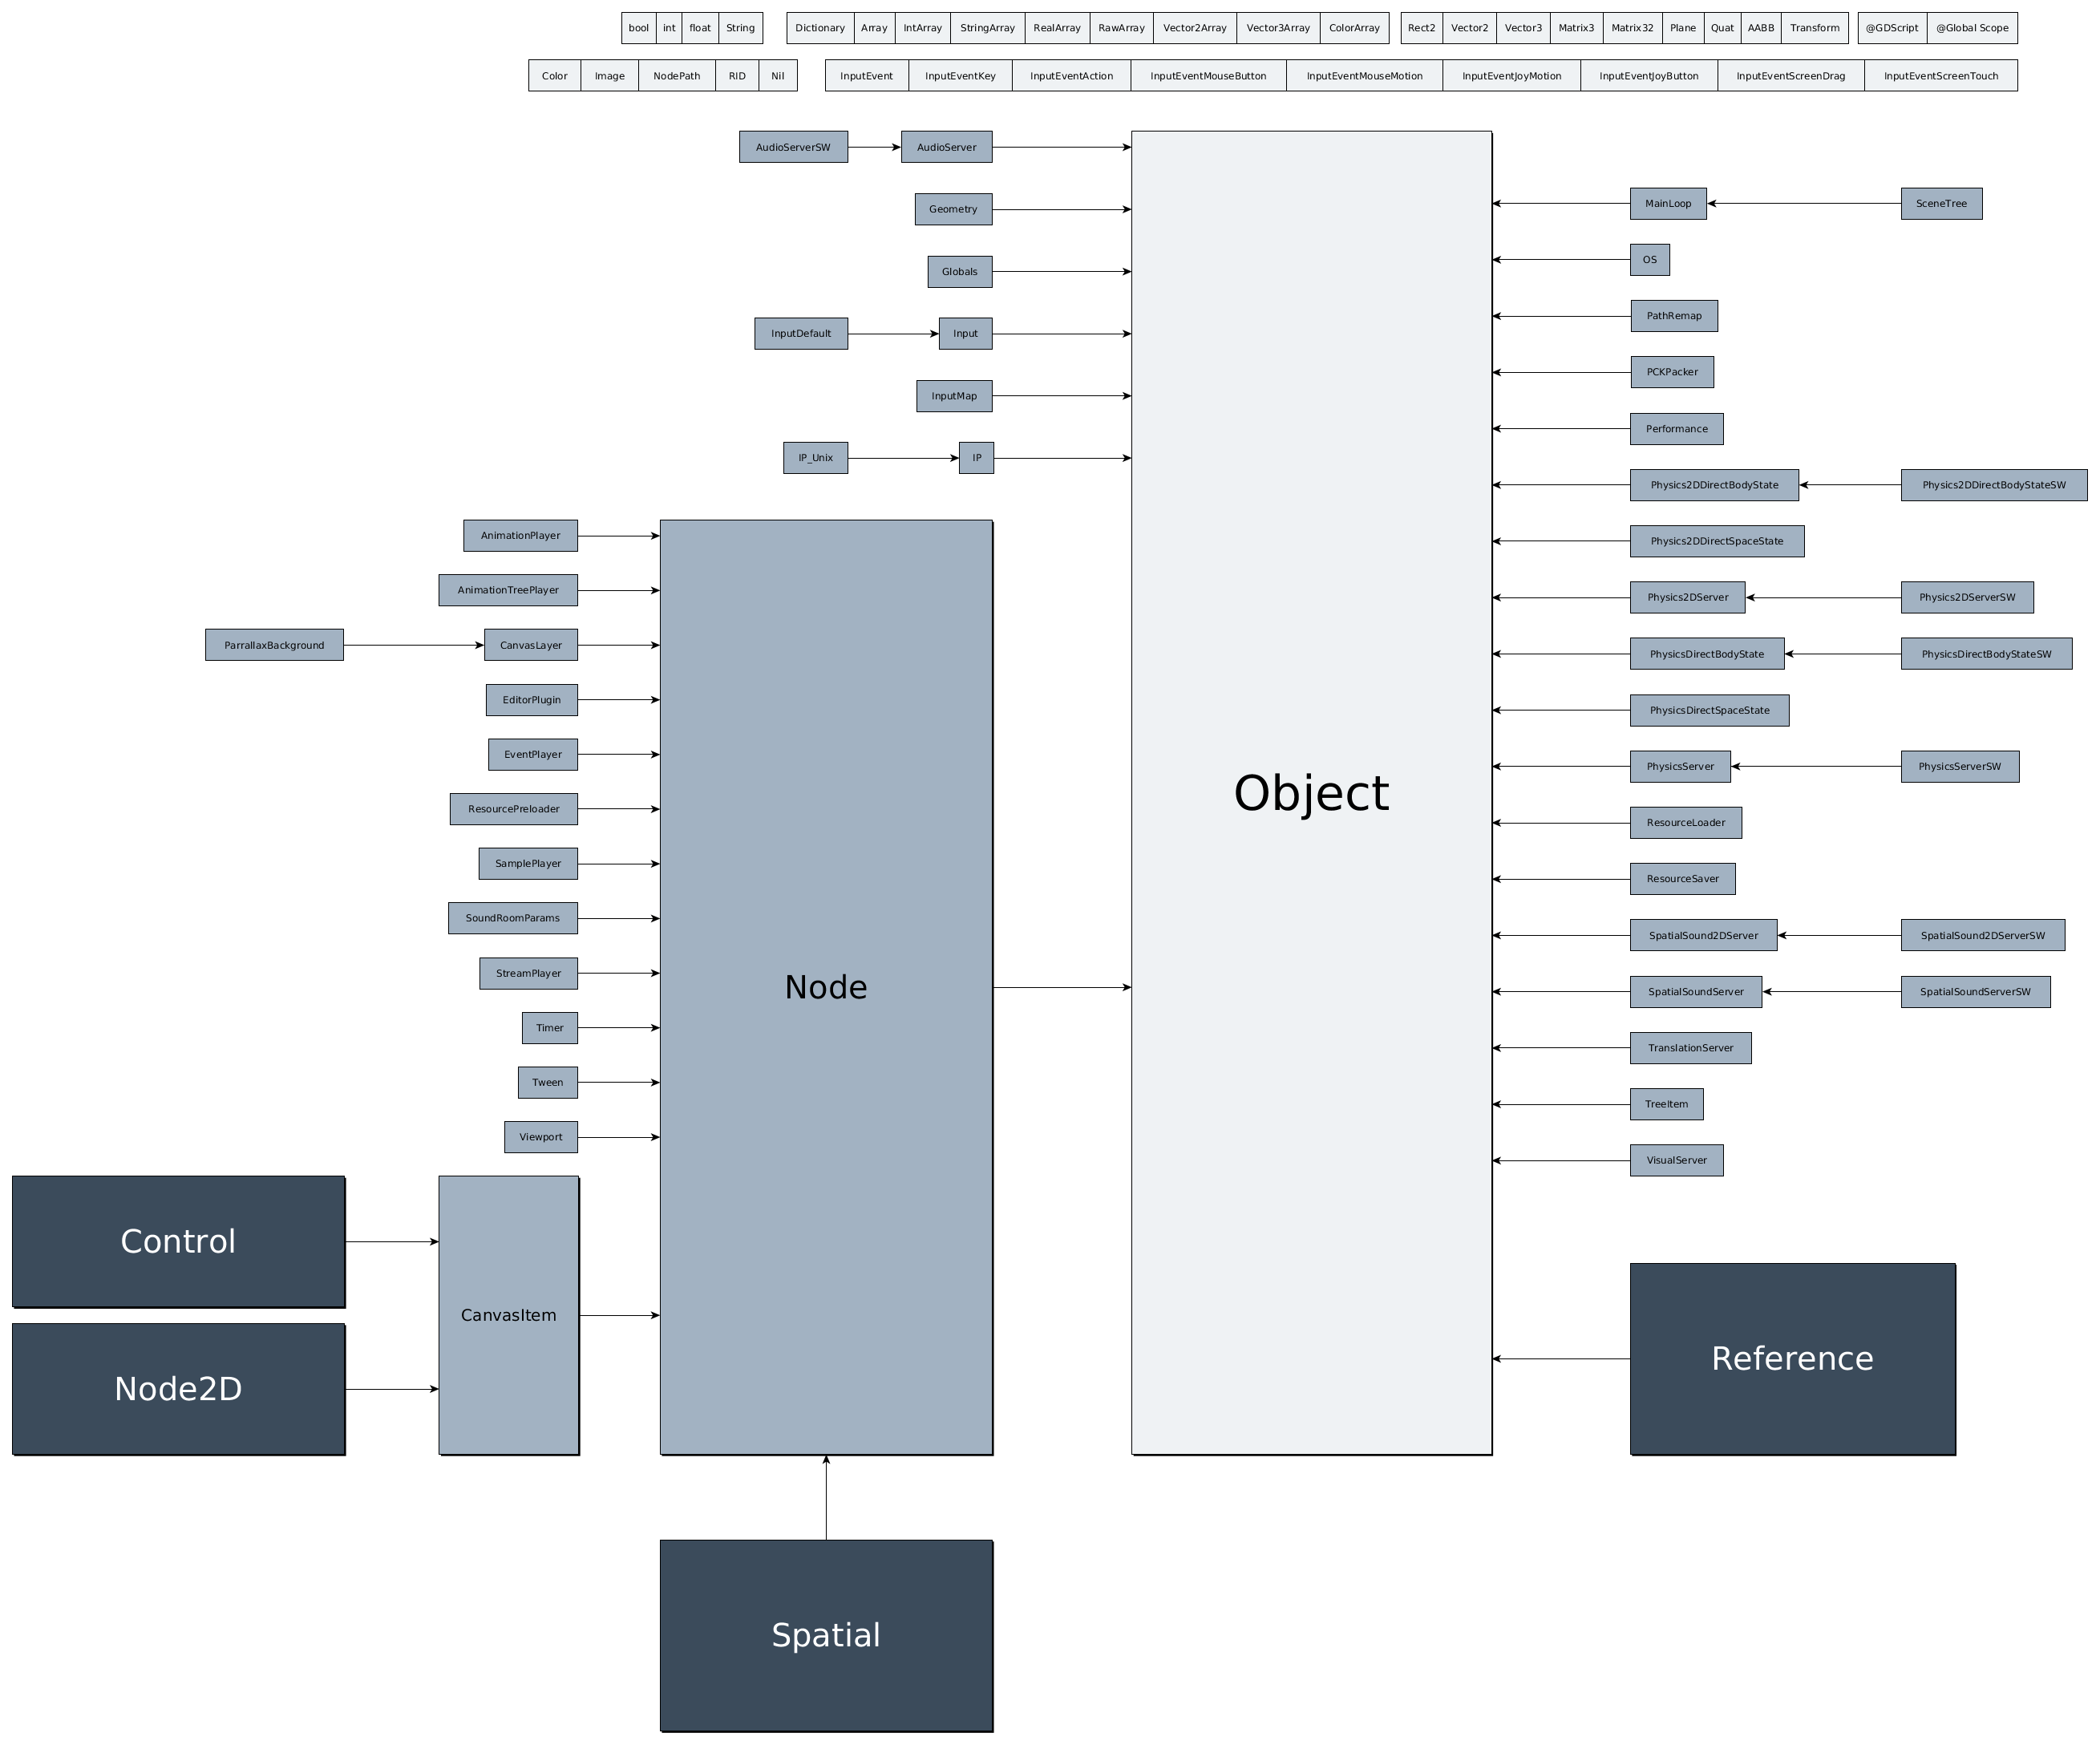 bool int float String Dictionary Array IntArray StringArray RealArray RawArray Vector2Array Vector3Array ColorArray Rect2 Vector2 Vector3 Matrix3 Matrix32 Plane Quat AABB Transform @GDScript @Global Scope
Color Image NodePath RID Nil InputEvent InputEventKey InputEventAction InputEventMouseButton InputEventMouseMotion InputEventJoyMotion InputEventJoyButton InputEventScreenDrag InputEventScreenTouch
AudioServerSW AudioServer
Geometry
Globals
InputDefault Input
InputMap
IP_Unix IP
AnimationPlayer
AnimationTreePlayer
ParrallaxBackground CanvasLayer
EditorPlugin
EventPlayer
ResourcePreloader
SamplePlayer
SoundRoomParams
StreamPlayer
Timer
Tween
Viewport
Control
Node2D
CanvasItem
Node
Spatial
Object
MainLoop SceneTree
OS
PathRemap
PCKPacker
Performance
Physics2DDirectBodyState Physics2DDirectBodyStateSW
Physics2DDirectSpaceState
Physics2DServer Physics2DServerSW
PhysicsDirectBodyState PhysicsDirectBodyStateSW
PhysicsDirectSpaceState
PhysicsServer PhysicsServerSW
ResourceLoader
ResourceSaver
SpatialSound2DServer SpatialSound2DServerSW
SpatialSoundServer SpatialSoundServerSW
TranslationServer
TreeItem
VisualServer
Reference